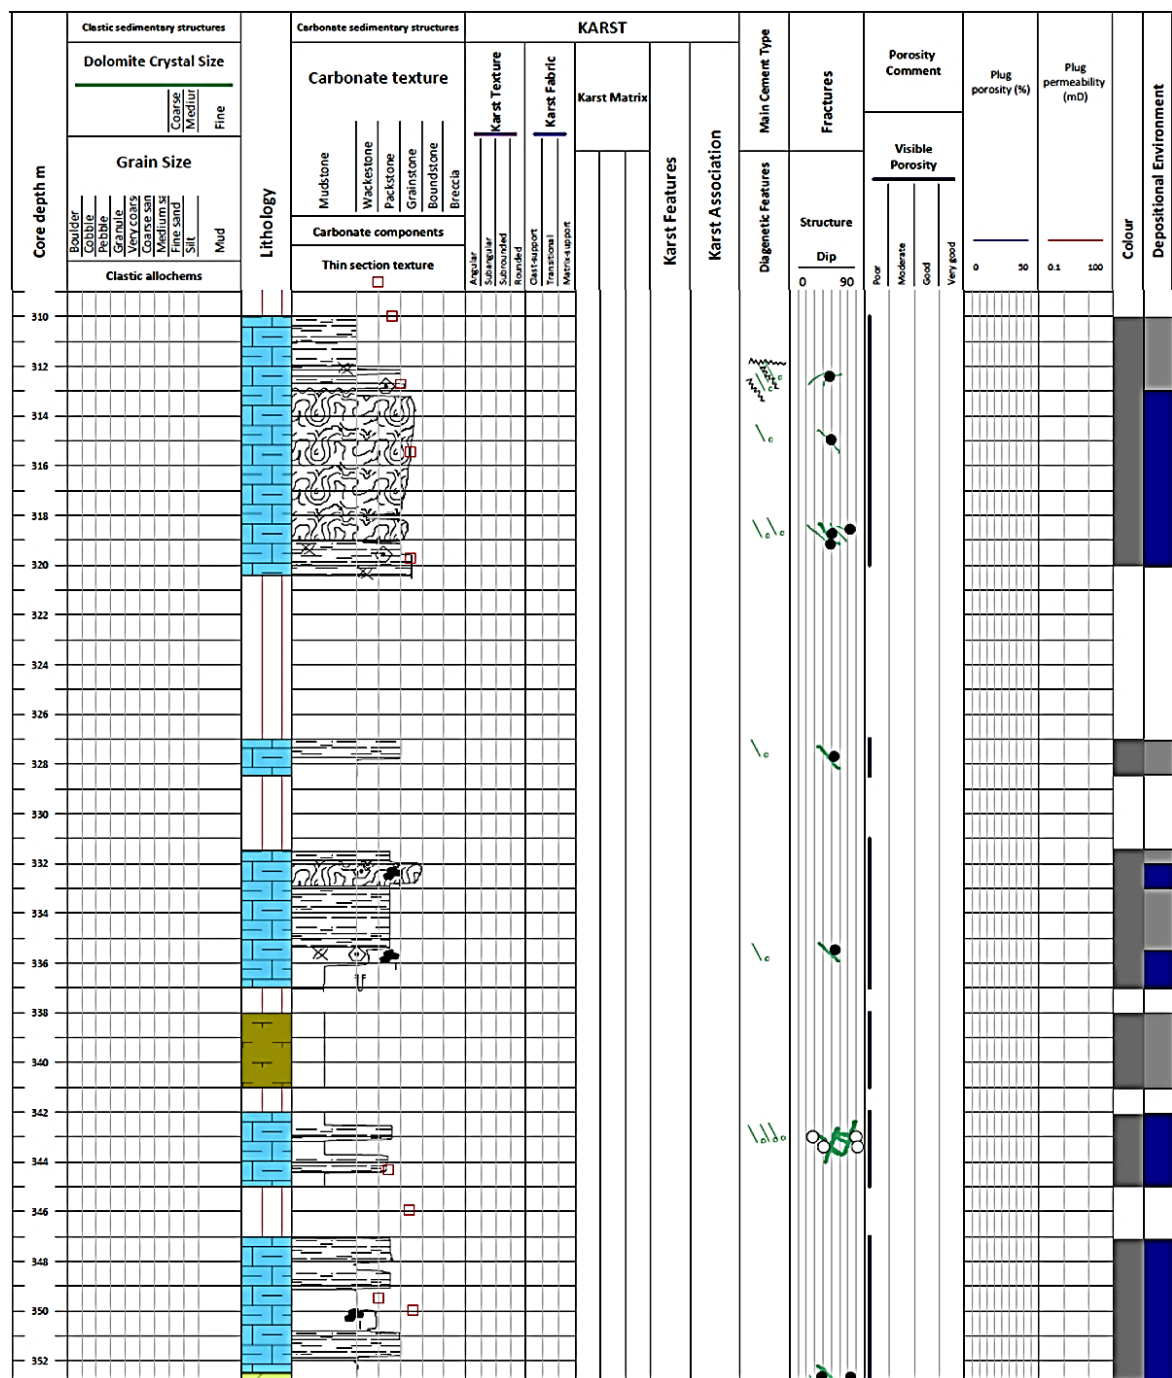 Clastic sedimentary structures
Carbonate sedimentary structures
KARST
Dolomite Crystal Size
Coarse
Medium
Fine
Grain Size
Boulder
Cobble
Pebble
Granule
Very coars
Coarse san
Medium sa
Fine sand
Silt
Mud
Clastic allochems
Core depth m
Lithology
Carbonate texture
Mudstone
Wackestone
Packstone
Grainstone
Boundstone
Breccia
Carbonate components
Thin section texture
Karst Texture
Angular
Subangular
Subrounded
Rounded
Karst Fabric
Clast-support
Transitional
Matrix-support
Karst Matrix
Karst Features
Karst Association
Main Cement Type
Diagenetic Features
Fractures
Structure
Dip
0 90
Porosity
Comment
Visible
Porosity
Poor
Moderate
Good
Very good
Plug
porosity (%)
0 30
Plug
permeability
(mD)
0.1 100
Colour
Depositional Environment
310
312
314
316
318
320
322
324
326
328
330
332
334
336
338
340
342
344
346
348
350
352